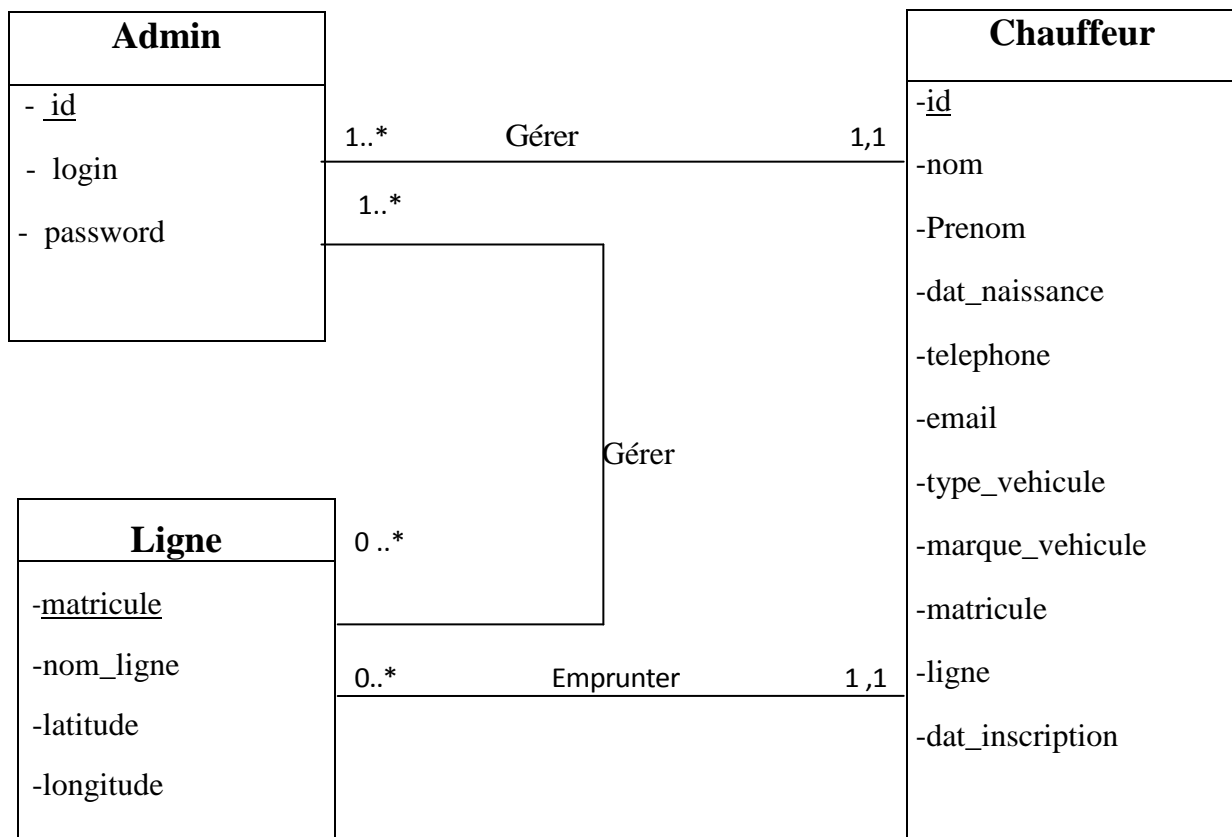 Admin
- id
- login
- password
1..* Gérer 1,1
1..*
Gérer
0 ..*
Ligne
-matricule
-nom_ligne
-latitude
-longitude
0..* Emprunter 1 ,1
Chauffeur
-id
-nom
-Prenom
-dat_naissance
-telephone
-email
-type_vehicule
-marque_vehicule
-matricule
-ligne
-dat_inscription